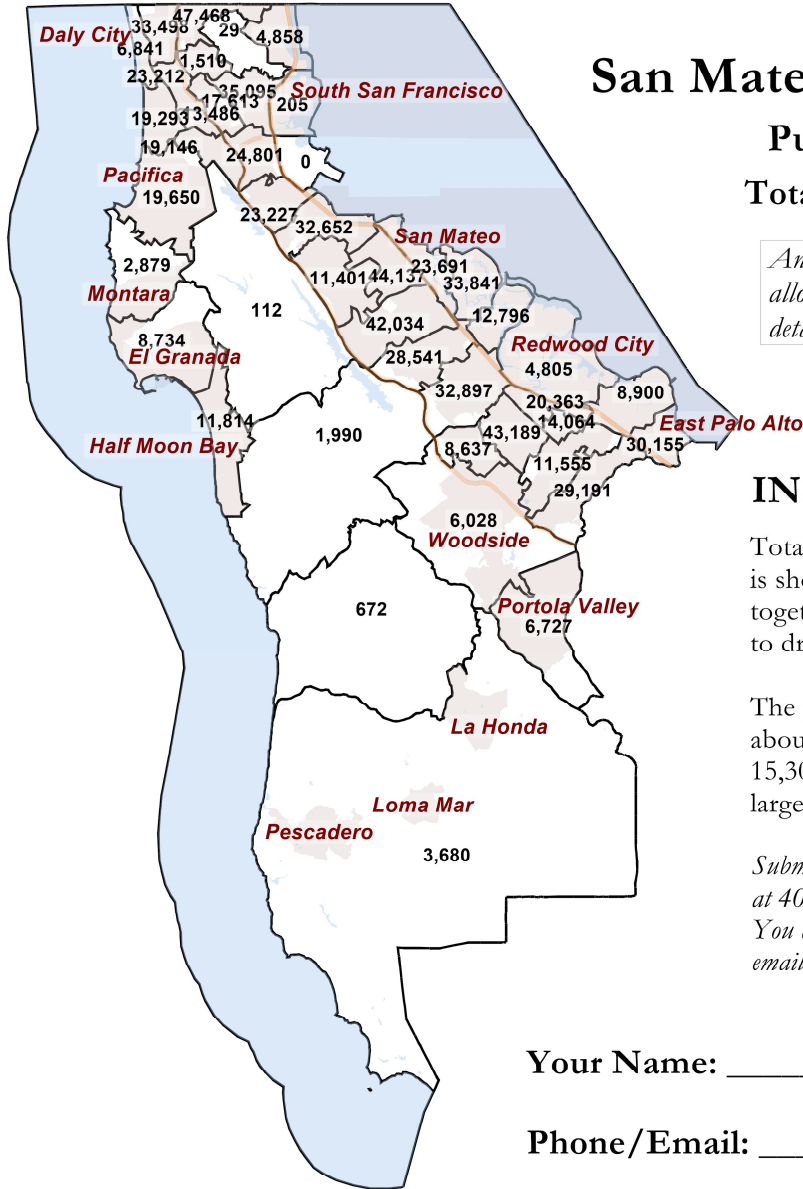 47,468
33,498
29
Daly City
4,858
6,841
1,510
23,212
35,095
South San Francisco
17,613
205
13,486
19,293
19,146
24,801
0
Pacifica
19,650
23,227
32,652
San Mateo
2,879
11,401
44,137
23,691
33,841
Montara
112
12,796
42,034
8,734
Redwood City
El Granada
28,541
4,805
32,897
20,363
8,900
11,814
14,064
East Palo Alto
Half Moon Bay
1,990
43,189
8,637
30,155
11,555
29,191
6,028
Woodside
672
Portola Valley
6,727
La Honda
Loma Mar
Pescadero
3,680
San Mate
Pu
Tota
An
allo
deta
IN
Tota
is sho
toget
to dr
The
abou
15,30
large
Subm
at 40
You
email
Your Name: ____
Phone/Email: __